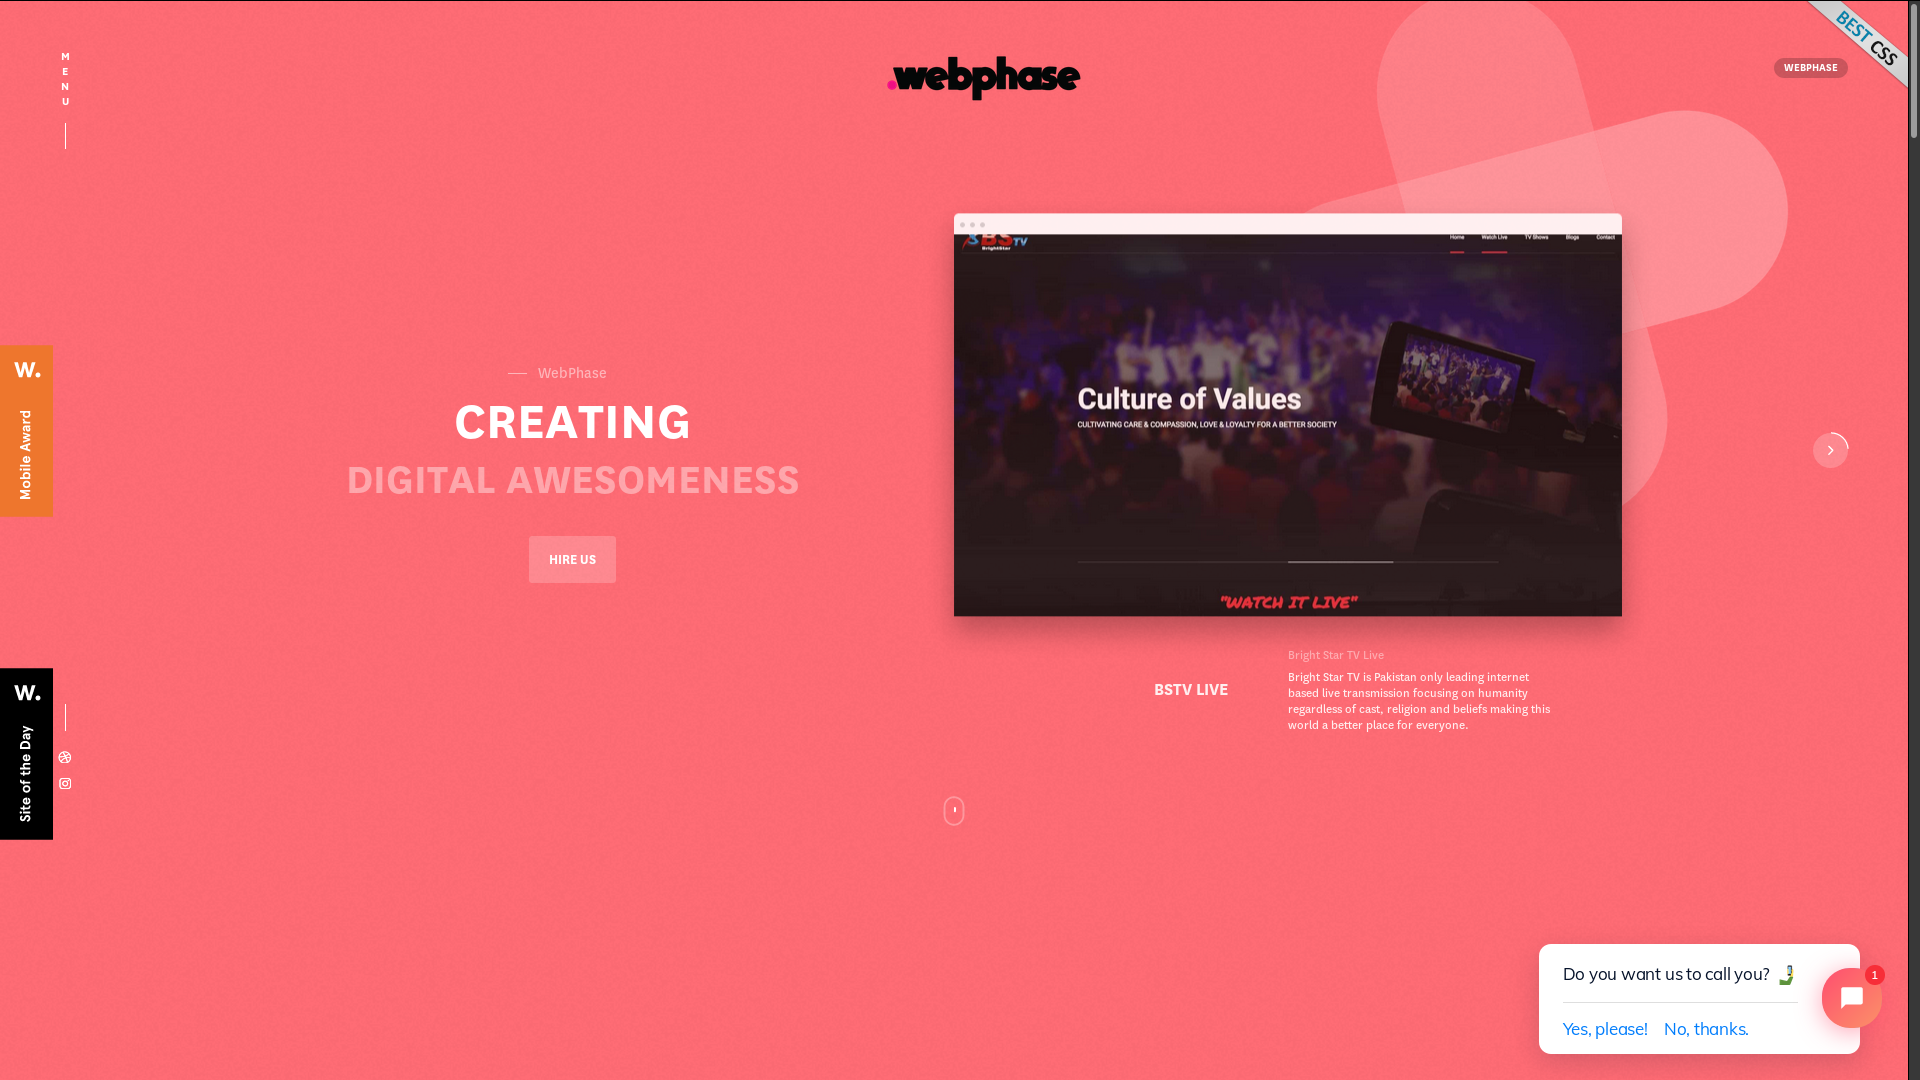 M
E
N
U
.webphase
BEST CSS
WEBPHASE
BSTV
BrightStar
Home
Watch Live
TV Shows
Blogs
Contact
W.
Mobile Award
WebPhase
CREATING
DIGITAL AWESOMENESS
HIRE US
Culture of Values
CULTIVATING CARE & COMPASSION, LOVE & LOYALTY FOR A BETTER SOCIETY
"WATCH IT LIVE"
W.
Site of the Day
BSTV LIVE
Bright Star TV Live
Bright Star TV is Pakistan only leading internet
based live transmission focusing on humanity
regardless of cast, religion and beliefs making this
world a better place for everyone.
Do you want us to call you?
1
Yes, please! No, thanks.